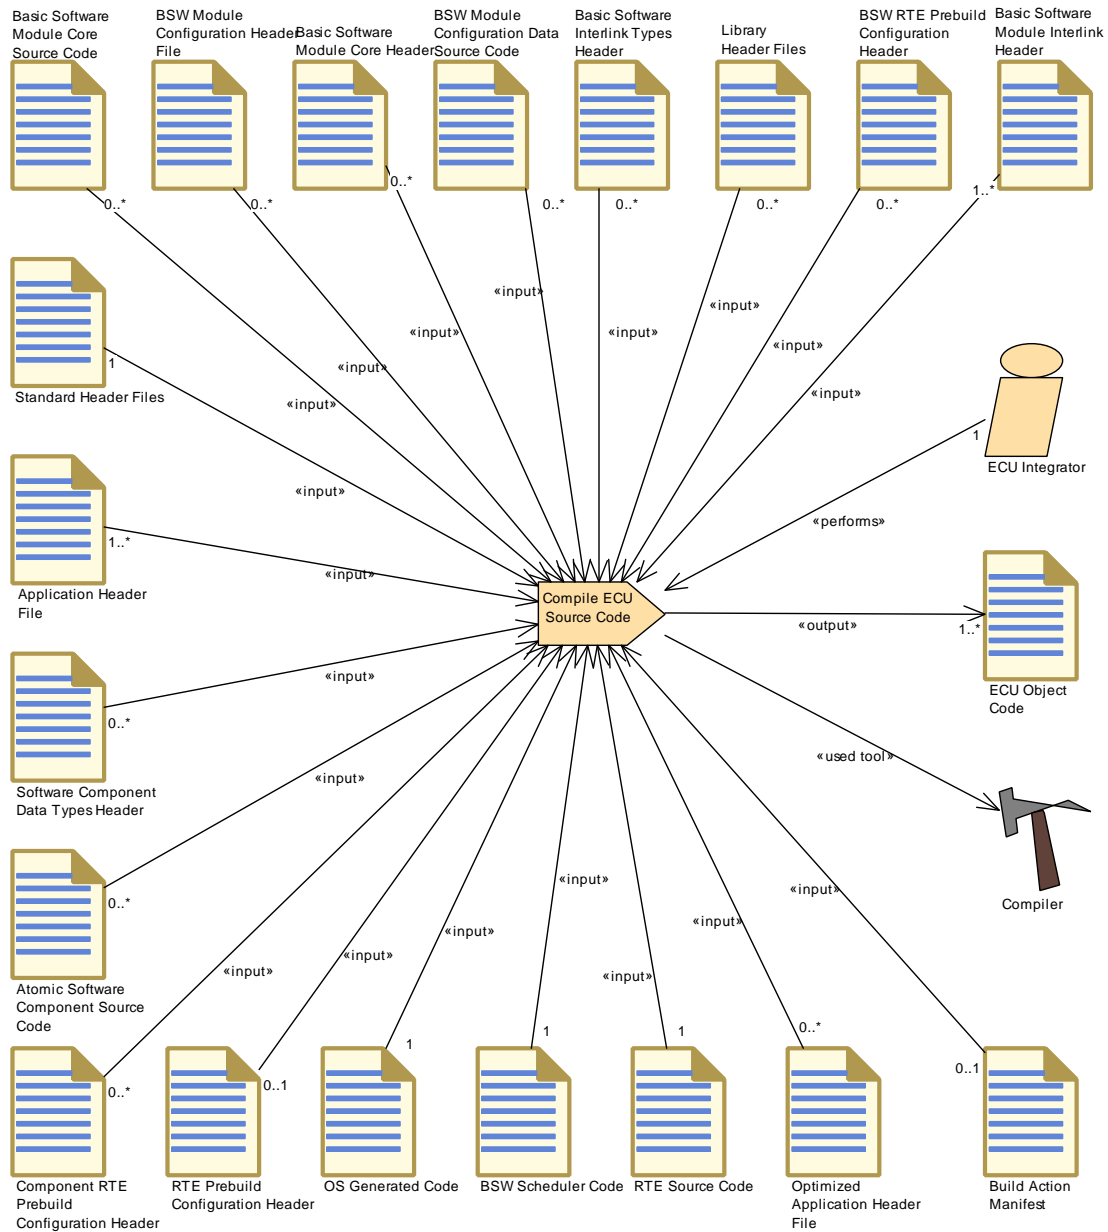 Basic Software
Module Core
Source Code
BSW Module
Configuration Header
File
Basic Software
Module Core Header
BSW Module
Configuration Data
Source Code
Basic Software
Interlink Types
Header
Library
Header Files
BSW RTE Prebuild
Configuration
Header
Basic Software
Module Interlink
Header
0..*
0..*
0..*
0..*
0..*
0..*
0..*
1..*
«input»
«input»
«input»
«input»
«input»
«input»
«input»
«input»
1
Standard Header Files
«input»
1
ECU Integrator
«performs»
1..*
Application Header
File
«input»
Compile ECU
Source Code
«output»
1..*
ECU Object
Code
«input»
0..*
Software Component
Data Types Header
«used tool»
Compiler
«input»
0..*
Atomic Software
Component Source
Code
«input»
«input»
«input»
«input»
«input»
«input»
«input»
0..*
0..1
1
1
1
0..*
0..1
Component RTE
Prebuild
Configuration Header
RTE Prebuild
Configuration Header
OS Generated Code
BSW Scheduler Code
RTE Source Code
Optimized
Application Header
File
Build Action
Manifest